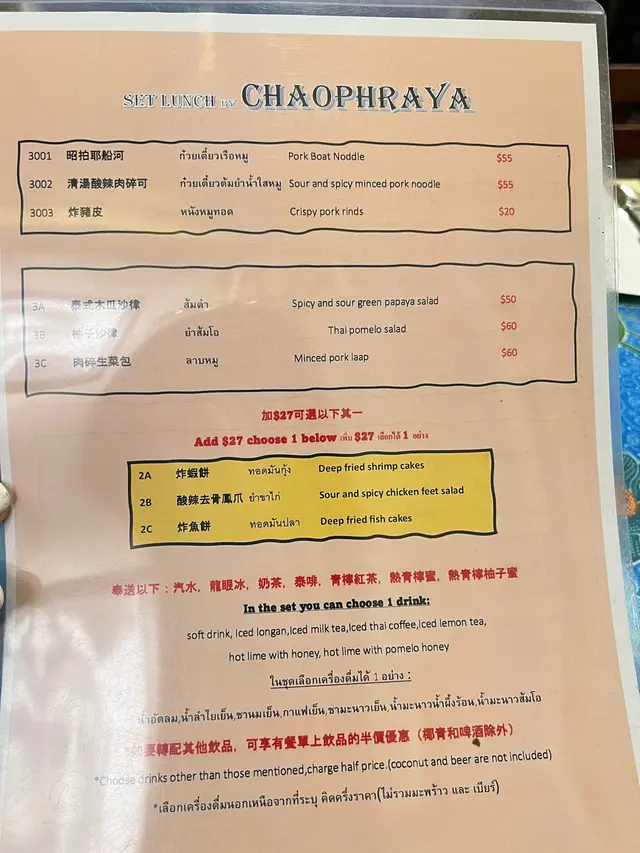 SET LUNCH BY CHAOPHRAYA
3001 昭拍耶船河 ก๋วยเตี๋ยวเรือหมู Pork Boat Noddle $55
3002 清湯酸辣肉碎可 ก๋วยเตี๋ยวต้มยำน้ำใสหมู Sour and spicy minced pork noodle $55
3003 炸豬皮 หนังหมูทอด Crispy pork rinds $20
3A 泰式木瓜沙律 ส้มตำ Spicy and sour green papaya salad $50
3B 柚子沙律 ยำส้มโอ Thai pomelo salad $60
3C 肉碎生菜包 ลาบหมู Minced pork laap $60
加$27可選以下其一
Add $27 choose 1 below เพิ่ม $27 เลือกได้ 1 อย่าง
2A 炸蝦餅 ทอดมันกุ้ง Deep fried shrimp cakes
2B 酸辣去骨鳳爪 ยำขาไก่ Sour and spicy chicken feet salad
2C 炸魚餅 ทอดมันปลา Deep fried fish cakes
奉送以下：汽水，龍眼冰，奶茶，泰啡，青檸紅茶，熱青檸蜜，熱青檸柚子蜜
In the set you can choose 1 drink:
soft drink, Iced longan,Iced milk tea,Iced thai coffee,Iced lemon tea,
hot lime with honey, hot lime with pomelo honey
ในชุดเลือกเครื่องดื่มได้ 1 อย่าง :
น้ำอัดลม,น้ำลำไยเย็น,ชานมเย็น,กาแฟเย็น,ชามะนาวเย็น,น้ำมะนาวน้ำผึ้งร้อน,น้ำมะนาวส้มโอ
*如要轉配其他飲品，可享有餐單上飲品的半價優惠（椰青和啤酒除外）
*Choose drinks other than those mentioned,charge half price.(coconut and beer are not included)
*เลือกเครื่องดื่มนอกเหนือจากที่ระบุ คิดครึ่งราคา(ไม่รวมมะพร้าว และ เบียร์)